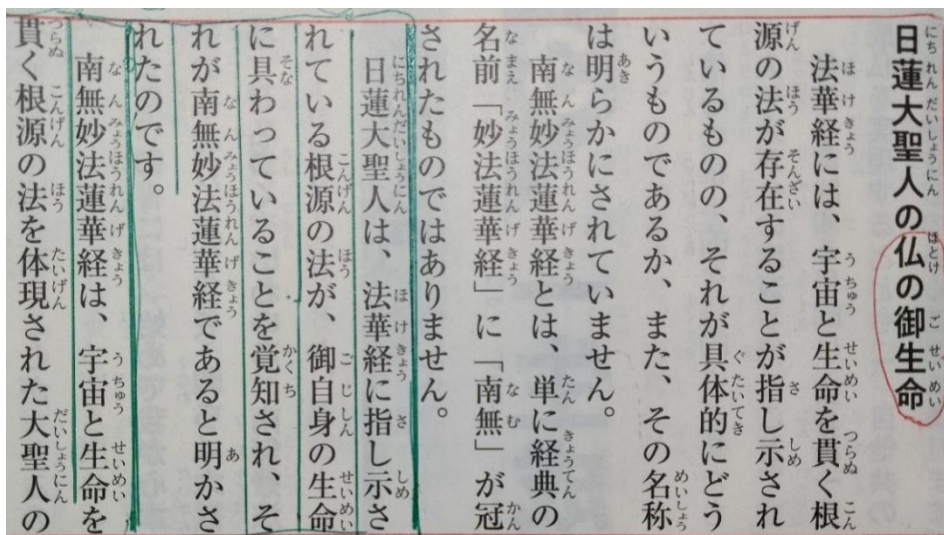 日蓮大聖人の仏の御生命
法華経には、宇宙と生命を貫く根
源の法が存在することが指し示され
ているものの、それが具体的にどう
いうものであるか、また、その名称
は明らかにされていません。
南無妙法蓮華経とは、単に経典の
名前「妙法蓮華経」に「南無」が冠
されたものではありません。
日蓮大聖人は、法華経に指し示さ
れている根源の法が、御自身の生命
に具わっていることを覚知され、そ
れが南無妙法蓮華経であると明かさ
れたのです。
南無妙法蓮華経は、宇宙と生命を
貫く根源の法を体現された大聖人の